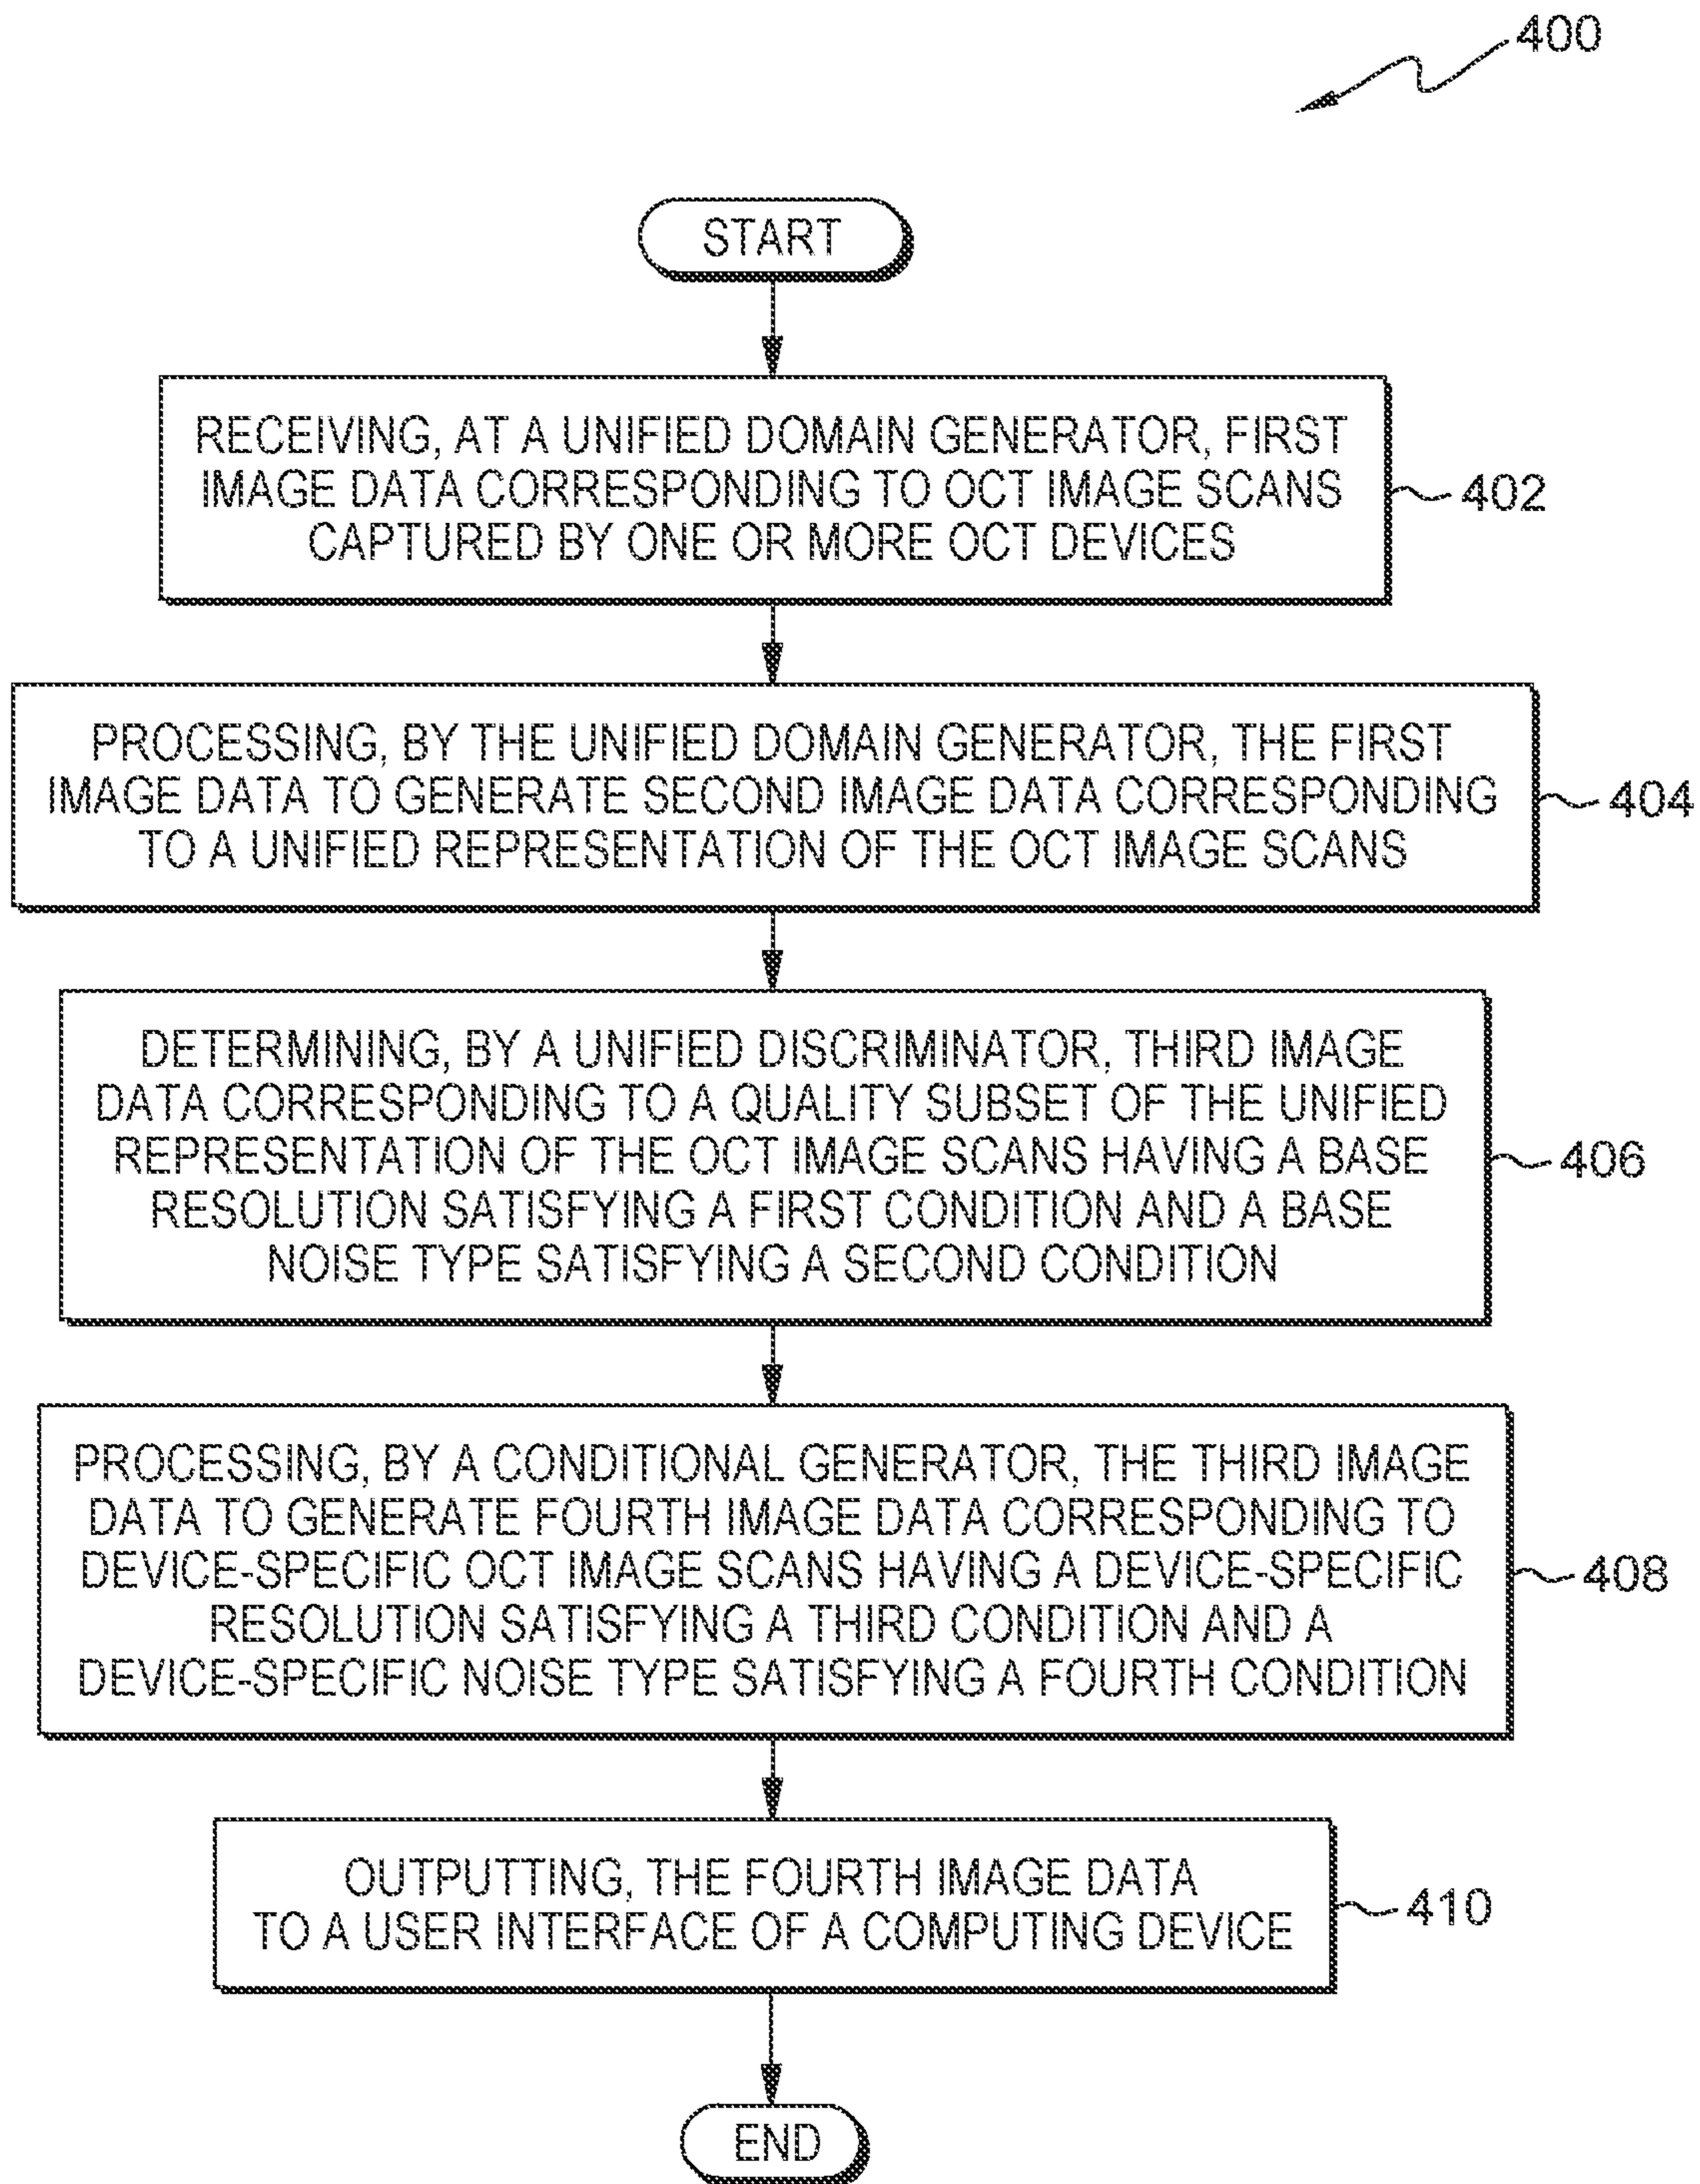 400
START
RECEIVING, AT A UNIFIED DOMAIN GENERATOR, FIRST
IMAGE DATA CORRESPONDING TO OCT IMAGE SCANS
CAPTURED BY ONE OR MORE OCT DEVICES
402
PROCESSING, BY THE UNIFIED DOMAIN GENERATOR, THE FIRST
IMAGE DATA TO GENERATE SECOND IMAGE DATA CORRESPONDING
TO A UNIFIED REPRESENTATION OF THE OCT IMAGE SCANS
404
DETERMINING, BY A UNIFIED DISCRIMINATOR, THIRD IMAGE
DATA CORRESPONDING TO A QUALITY SUBSET OF THE UNIFIED
REPRESENTATION OF THE OCT IMAGE SCANS HAVING A BASE
RESOLUTION SATISFYING A FIRST CONDITION AND A BASE
NOISE TYPE SATISFYING A SECOND CONDITION
406
PROCESSING, BY A CONDITIONAL GENERATOR, THE THIRD IMAGE
DATA TO GENERATE FOURTH IMAGE DATA CORRESPONDING TO
DEVICE-SPECIFIC OCT IMAGE SCANS HAVING A DEVICE-SPECIFIC
RESOLUTION SATISFYING A THIRD CONDITION AND A
DEVICE-SPECIFIC NOISE TYPE SATISFYING A FOURTH CONDITION
408
OUTPUTTING, THE FOURTH IMAGE DATA
TO A USER INTERFACE OF A COMPUTING DEVICE
410
END